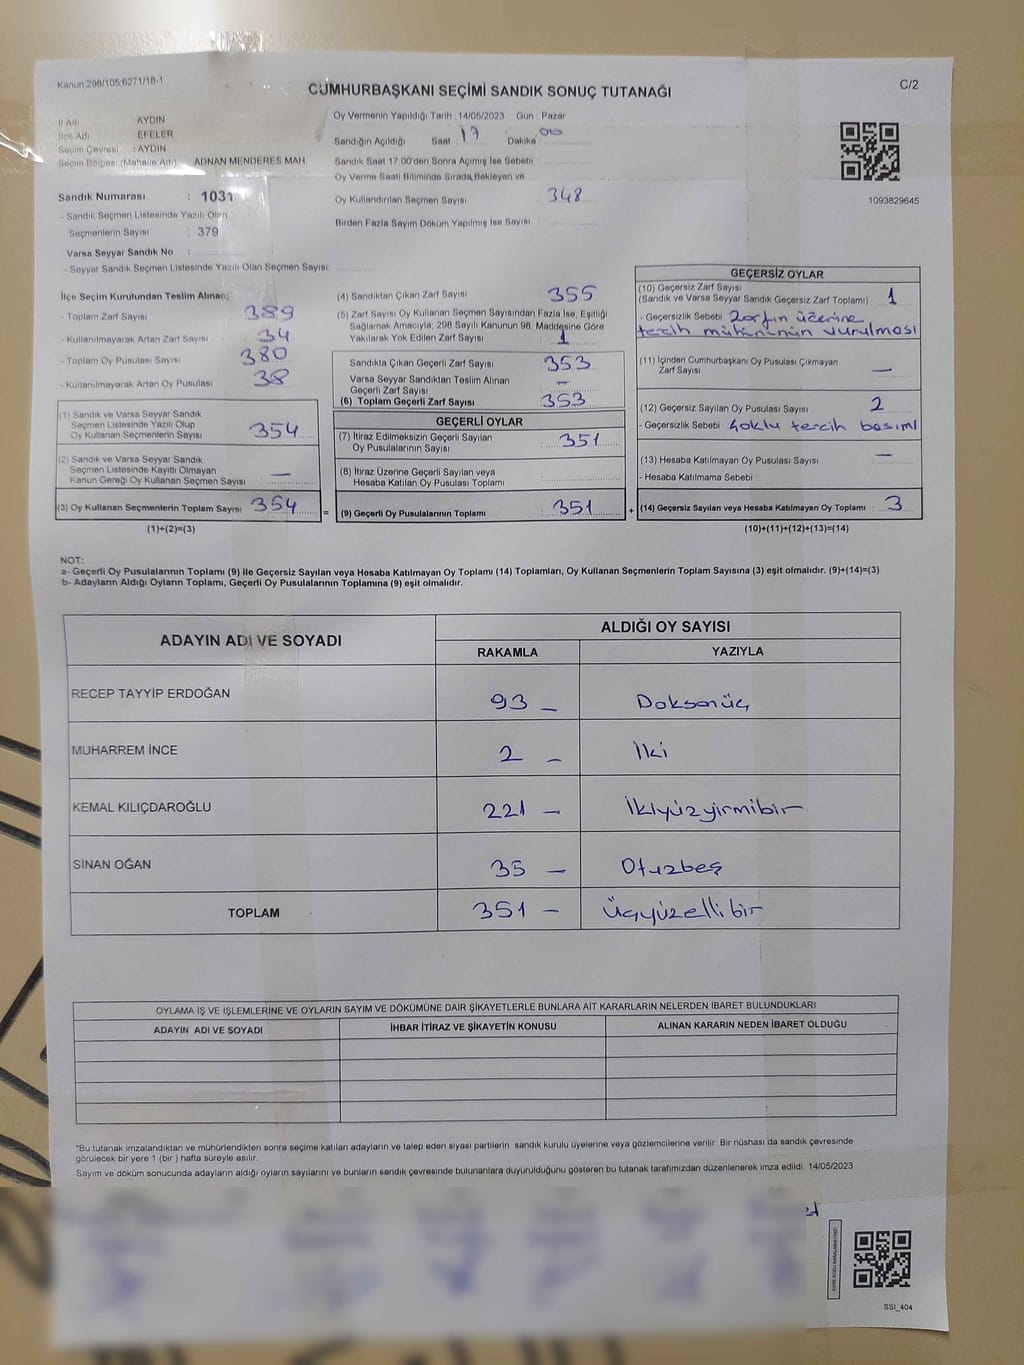 Kanun:298/105;6271/18-1
C/2
CUMHURBAŞKANI SEÇİMİ SANDIK SONUÇ TUTANAĞI
İl Adı AYDIN
İlçe Adı EFELER
Seçim Çevresi : AYDIN
Seçim Bölgesi (Mahalle Adı) ADNAN MENDERES MAH.
Oy Vermenin Yapıldığı Tarih : 14/05/2023 Gün : Pazar
Sandığın Açıldığı Saat 17 Dakika 00
Sandık Saat 17:00'den Sonra Açımış İse Sebebi :
Oy Verme Saati Bitiminde Sırada Bekleyen ve
Oy Kullandırılan Seçmen Sayısı 348
Birden Fazla Sayım Döküm Yapılmış İse Sayısı :
1093829645
Sandık Numarası : 1031
- Sandık Seçmen Listesinde Yazılı Olan
Seçmenlerin Sayısı : 379
Varsa Seyyar Sandık No :
- Seyyar Sandık Seçmen Listesinde Yazılı Olan Seçmen Sayısı:
İlçe Seçim Kurulundan Teslim Alınan;
- Toplam Zarf Sayısı 389
- Kullanılmayarak Artan Zarf Sayısı 34
- Toplam Oy Pusulası Sayısı 380
- Kullanılmayarak Artan Oy Pusulası 38
(1) Sandık ve Varsa Seyyar Sandık
Seçmen Listesinde Yazılı Olup
Oy Kullanan Seçmenlerin Sayısı 354
(2) Sandık ve Varsa Seyyar Sandık
Seçmen Listesinde Kayıtlı Olmayan
Kanun Gereği Oy Kullanan Seçmen Sayısı : —
(3) Oy Kullanan Seçmenlerin Toplam Sayısı 354 =
(1)+(2)=(3)
(4) Sandıktan Çıkan Zarf Sayısı : 355
(5) Zarf Sayısı Oy Kullanan Seçmen Sayısından Fazla İse, Eşitliği
Sağlamak Amacıyla; 298 Sayılı Kanunun 98. Maddesine Göre
Yakılarak Yok Edilen Zarf Sayısı : 1
Sandıkta Çıkan Geçerli Zarf Sayısı : 353
Varsa Seyyar Sandıktan Teslim Alınan
Geçerli Zarf Sayısı : —
(6) Toplam Geçerli Zarf Sayısı : 353
GEÇERLİ OYLAR
(7) İtiraz Edilmeksizin Geçerli Sayılan
Oy Pusulalarının Sayısı : 351
(8) İtiraz Üzerine Geçerli Sayılan veya
Hesaba Katılan Oy Pusulası Toplamı :
(9) Geçerli Oy Pusulalarının Toplamı : 351 +
GEÇERSİZ OYLAR
(10) Geçersiz Zarf Sayısı
(Sandık ve Varsa Seyyar Sandık Geçersiz Zarf Toplamı) : 1
- Geçersizlik Sebebi : Zarfın üzerine
tercih mührünün vurulması
(11) İçinden Cumhurbaşkanı Oy Pusulası Çıkmayan
Zarf Sayısı —
(12) Geçersiz Sayılan Oy Pusulası Sayısı 2
- Geçersizlik Sebebi : Çoklu tercih basımı
(13) Hesaba Katılmayan Oy Pusulası Sayısı —
- Hesaba Katılmama Sebebi :
(14) Geçersiz Sayılan veya Hesaba Katılmayan Oy Toplamı : 3
(10)+(11)+(12)+(13)=(14)
NOT:
a- Geçerli Oy Pusulalarının Toplamı (9) ile Geçersiz Sayılan veya Hesaba Katılmayan Oy Toplamı (14) Toplamları, Oy Kullanan Seçmenlerin Toplam Sayısına (3) eşit olmalıdır. (9)+(14)=(3)
b- Adayların Aldığı Oyların Toplamı, Geçerli Oy Pusulalarının Toplamına (9) eşit olmalıdır.
ADAYIN ADI VE SOYADI ALDIĞI OY SAYISI
RAKAMLA YAZIYLA
RECEP TAYYİP ERDOĞAN 93 — Doksanüç
MUHARREM İNCE 2 — İki
KEMAL KILIÇDAROĞLU 221 — İkiyüzyirmibir
SİNAN OĞAN 35 — Otuzbeş
TOPLAM 351 — Üçyüzellibir
OYLAMA İŞ VE İŞLEMLERİNE VE OYLARIN SAYIM VE DÖKÜMÜNE DAİR ŞİKAYETLERLE BUNLARA AİT KARARLARIN NELERDEN İBARET BULUNDUKLARI
ADAYIN ADI VE SOYADI İHBAR İTİRAZ VE ŞİKAYETİN KONUSU ALINAN KARARIN NEDEN İBARET OLDUĞU
*Bu tutanak imzalandıktan ve mühürlendikten sonra seçime katılan adayların ve talep eden siyasi partilerin sandık kurulu üyelerine veya gözlemcilerine verilir. Bir nüshası da sandık çevresinde
görülecek bir yere 1 (bir) hafta süreyle asılır.
Sayım ve döküm sonucunda adayların aldığı oyların sayılarını ve bunların sandık çevresinde bulunanlara duyurulduğunu gösteren bu tutanak tarafımızdan düzenlenerek imza edildi. 14/05/2023
SSI_404